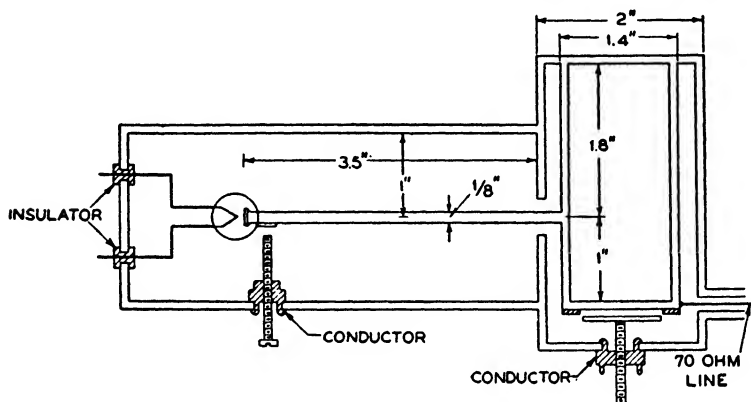 2"
1.4"
3.5"
1"
1/8"
1.8"
INSULATOR
1"
CONDUCTOR
CONDUCTOR
70 OHM
LINE